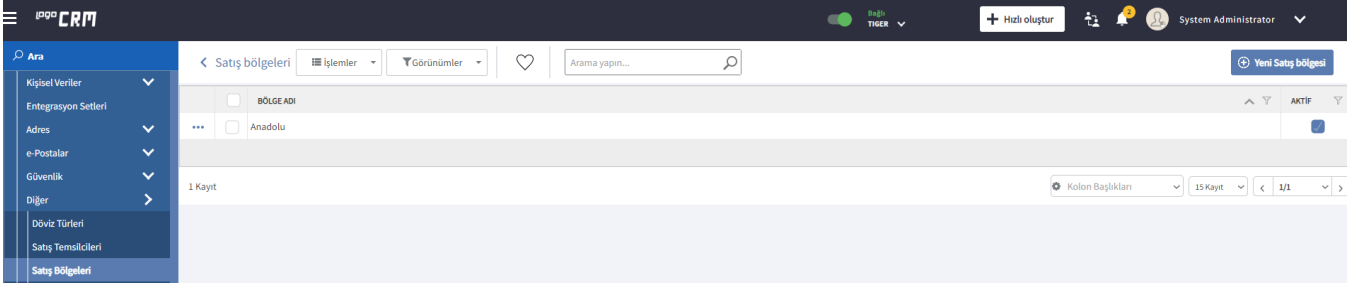 logo CRM
Bağlı
TIGER
Hızlı oluştur
2
System Administrator
Ara
Kişisel Veriler
Entegrasyon Setleri
Adres
e-Postalar
Güvenlik
Diğer
Döviz Türleri
Satış Temsilcileri
Satış Bölgeleri
Satış bölgeleri
İşlemler
Görünümler
Arama yapın...
Yeni Satış bölgesi
BÖLGE ADI
AKTİF
Anadolu
1 Kayıt
Kolon Başlıkları
15 Kayıt
1/1